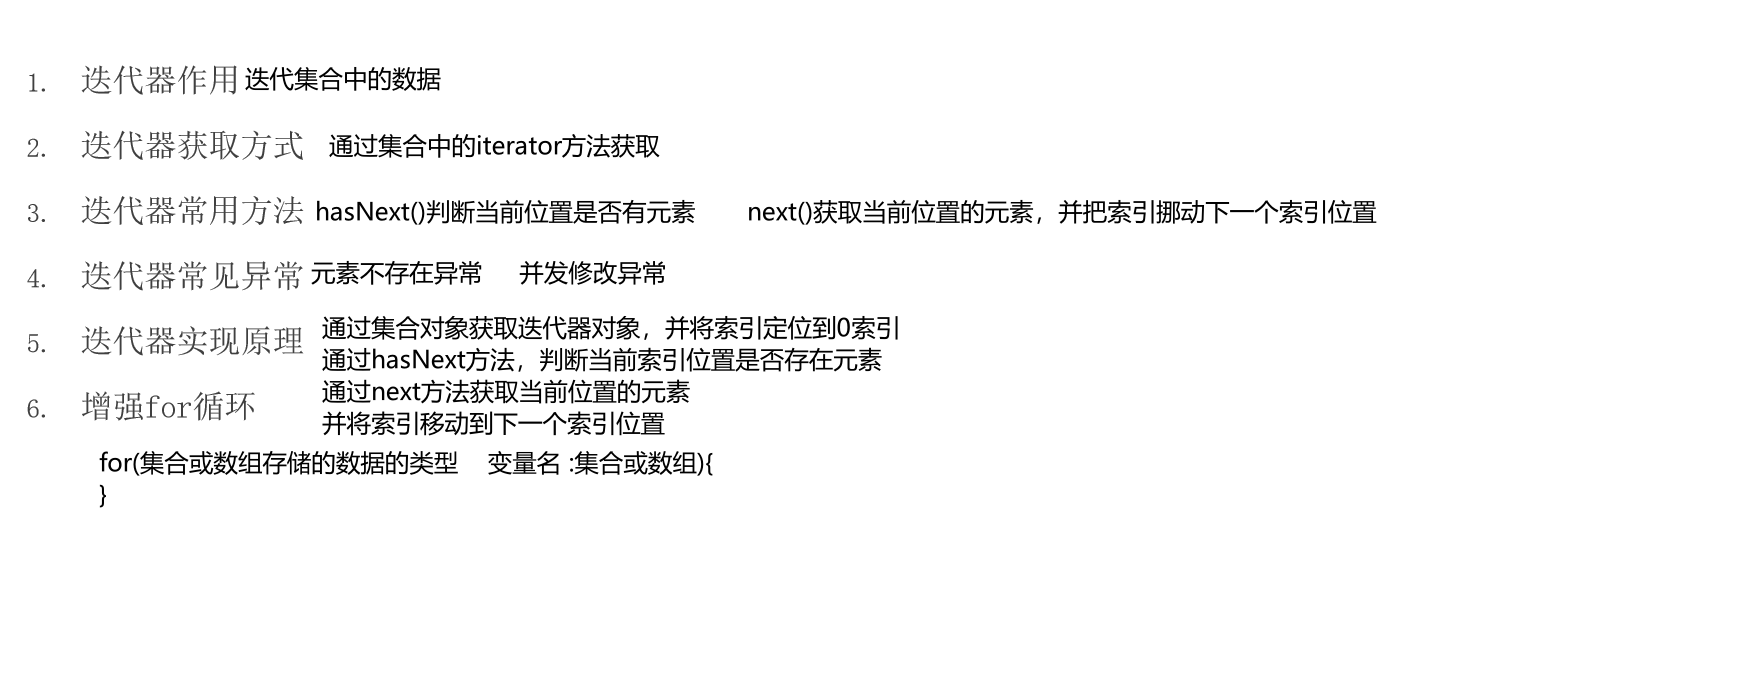 1. 迭代器作用 迭代集合中的数据
2. 迭代器获取方式 通过集合中的iterator方法获取
3. 迭代器常用方法 hasNext()判断当前位置是否有元素 next()获取当前位置的元素，并把索引挪动下一个索引位置
4. 迭代器常见异常 元素不存在异常 并发修改异常
5. 迭代器实现原理
通过集合对象获取迭代器对象，并将索引定位到0索引
通过hasNext方法，判断当前索引位置是否存在元素
通过next方法获取当前位置的元素
并将索引移动到下一个索引位置
6. 增强for循环
for(集合或数组存储的数据的类型 变量名 :集合或数组){
}